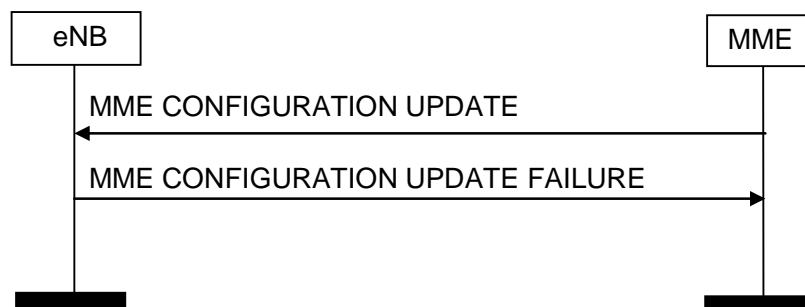 eNB
MME
MME CONFIGURATION UPDATE
MME CONFIGURATION UPDATE FAILURE